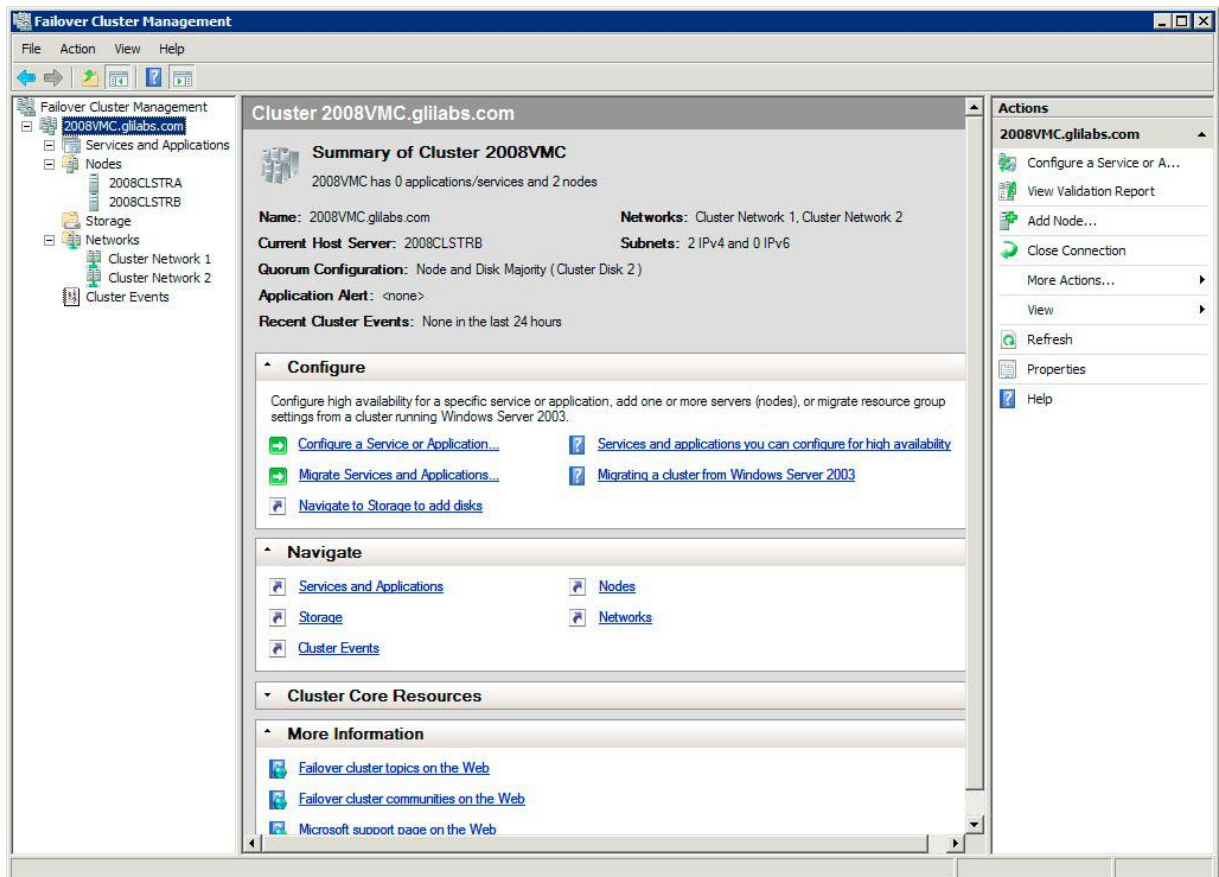 Failover Cluster Management
File Action View Help
Failover Cluster Management
2008VMC.glilabs.com
Services and Applications
Nodes
2008CLSTRA
2008CLSTRB
Storage
Networks
Cluster Network 1
Cluster Network 2
Cluster Events
Cluster 2008VMC.glilabs.com
Summary of Cluster 2008VMC
2008VMC has 0 applications/services and 2 nodes
Name: 2008VMC.glilabs.com Networks: Cluster Network 1, Cluster Network 2
Current Host Server: 2008CLSTRB Subnets: 2 IPv4 and 0 IPv6
Quorum Configuration: Node and Disk Majority (Cluster Disk 2)
Application Alert: <none>
Recent Cluster Events: None in the last 24 hours
Configure
Configure high availability for a specific service or application, add one or more servers (nodes), or migrate resource group
settings from a cluster running Windows Server 2003.
Configure a Service or Application... Services and applications you can configure for high availability
Migrate Services and Applications... Migrating a cluster from Windows Server 2003
Navigate to Storage to add disks
Navigate
Services and Applications Nodes
Storage Networks
Cluster Events
Cluster Core Resources
More Information
Failover cluster topics on the Web
Failover cluster communities on the Web
Microsoft support page on the Web
Actions
2008VMC.glilabs.com
Configure a Service or A...
View Validation Report
Add Node...
Close Connection
More Actions...
View
Refresh
Properties
Help